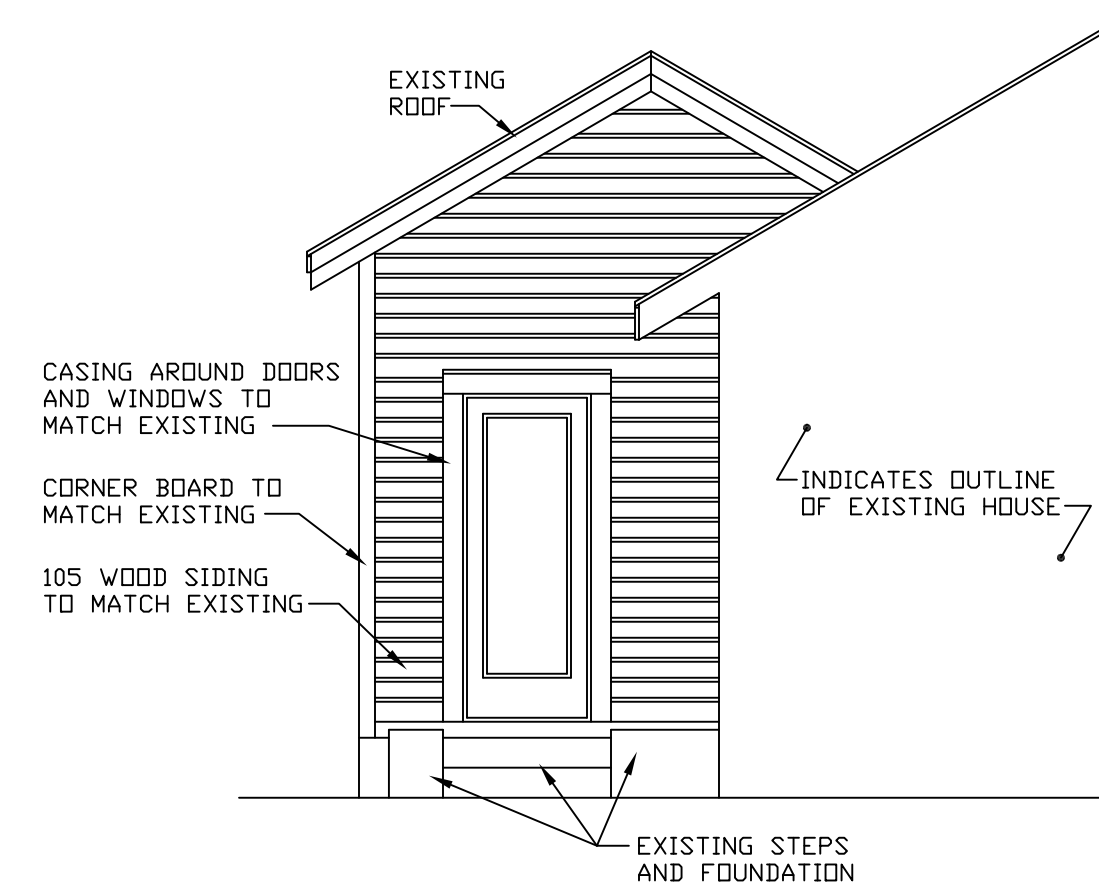 EXISTING
ROOF
CASING AROUND DOORS
AND WINDOWS TO
MATCH EXISTING
CORNER BOARD TO
MATCH EXISTING
105 WOOD SIDING
TO MATCH EXISTING
INDICATES OUTLINE
OF EXISTING HOUSE
EXISTING STEPS
AND FOUNDATION